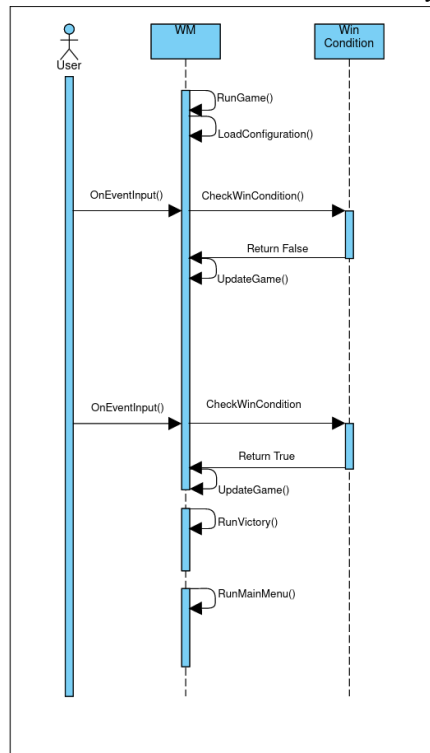 User
WM
Win
Condition
RunGame()
LoadConfiguration()
OnEventInput()
CheckWinCondition()
Return False
UpdateGame()
OnEventInput()
CheckWinCondition
Return True
UpdateGame()
RunVictory()
RunMainMenu()